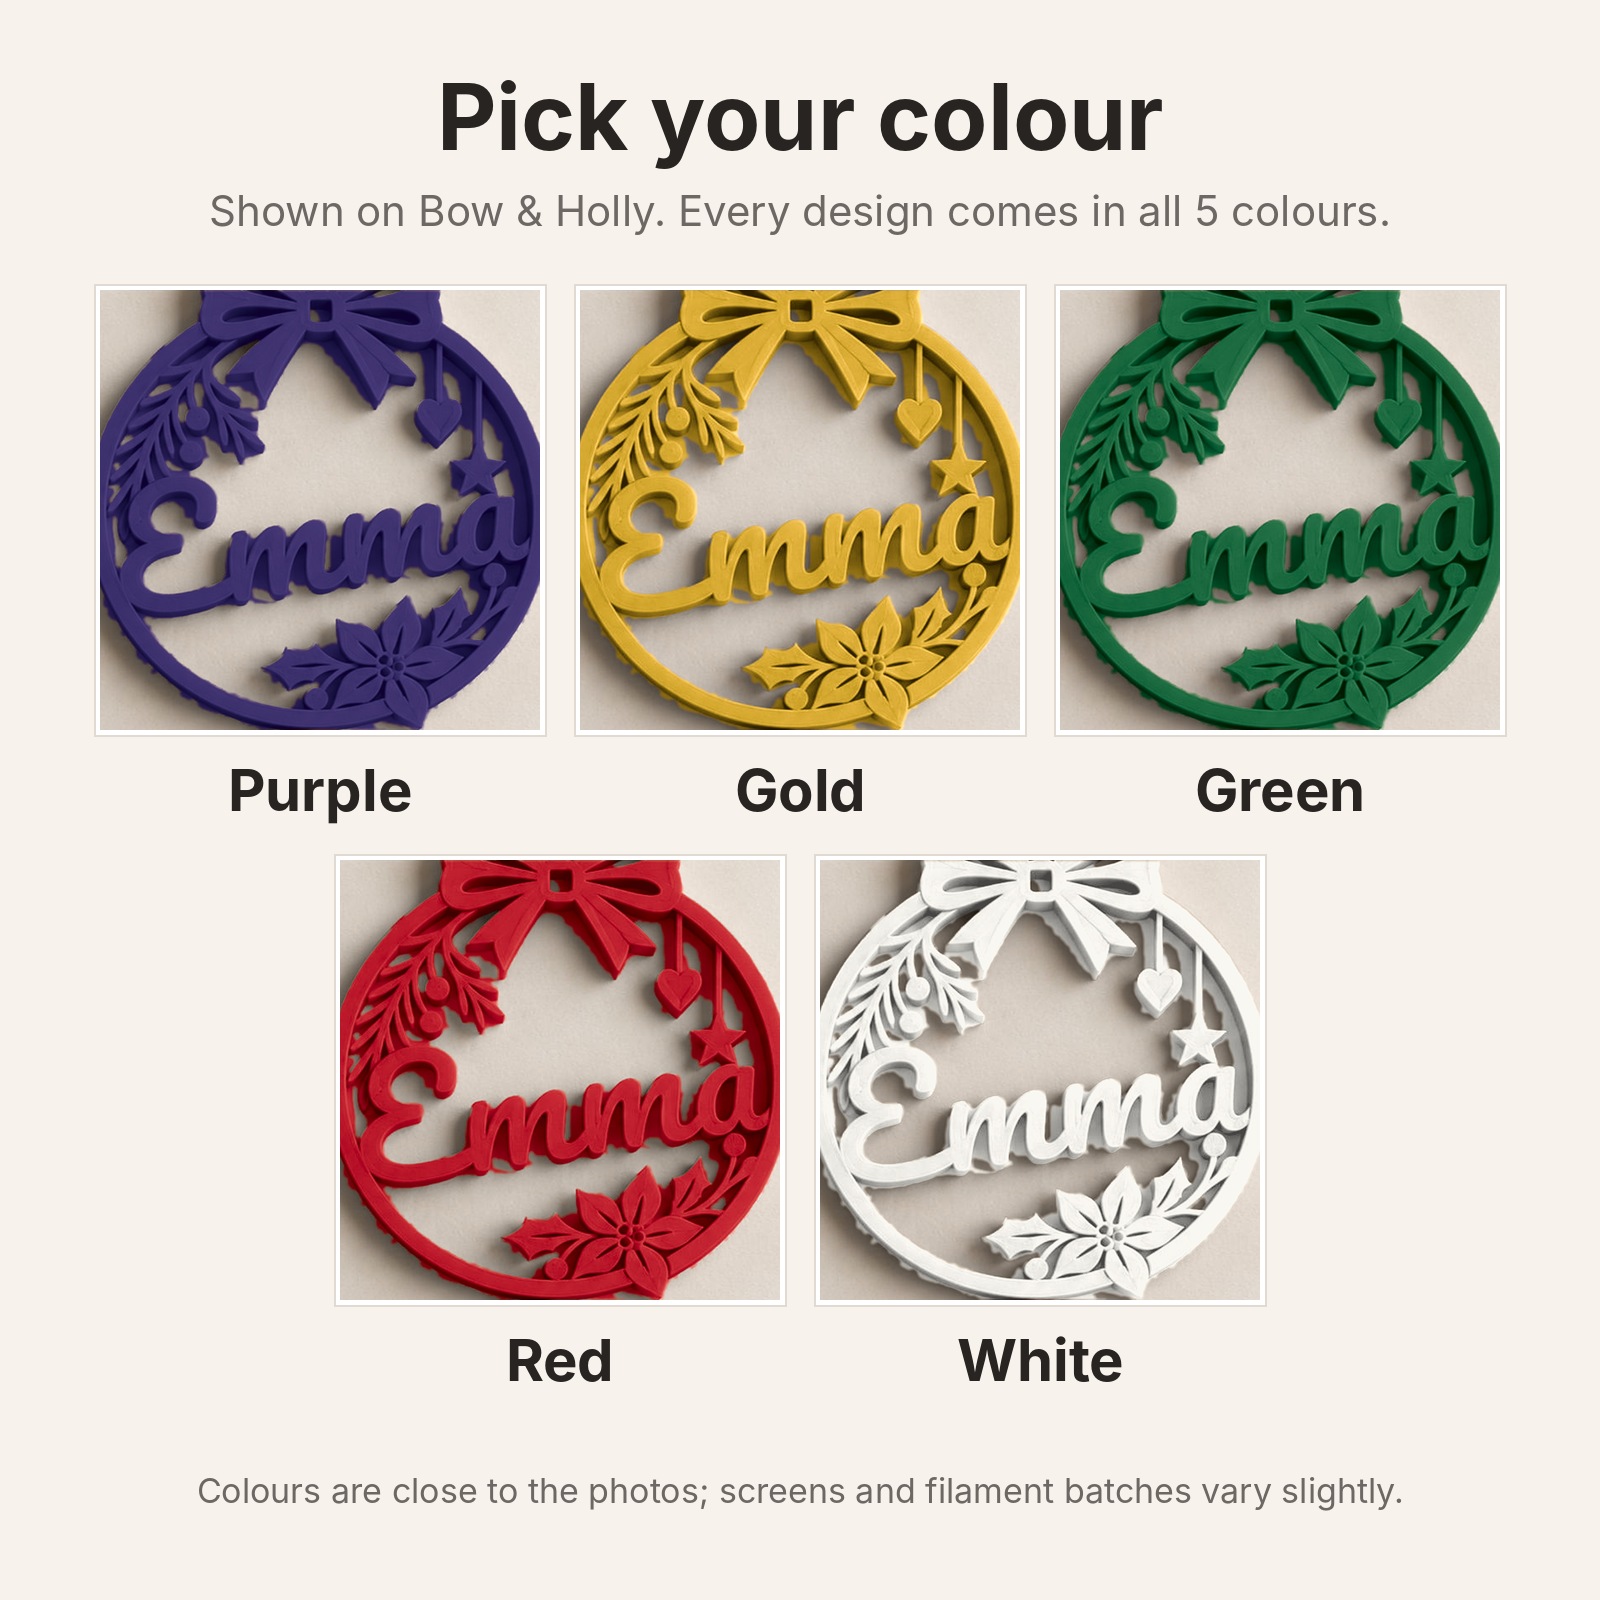 Pick your colour
Shown on Bow & Holly. Every design comes in all 5 colours.
Emma
Emma
Emma
Purple
Gold
Green
Emma
Emma
Red
White
Colours are close to the photos; screens and filament batches vary slightly.